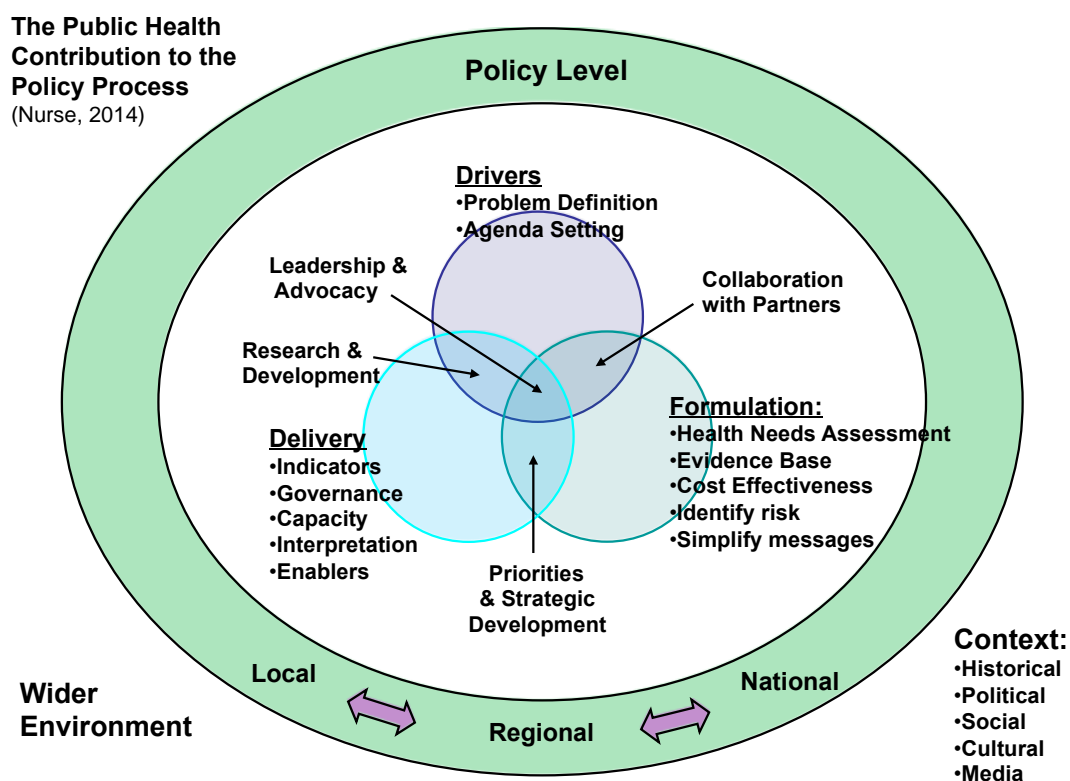 The Public Health
Contribution to the
Policy Process
(Nurse, 2014)
Policy Level
Drivers
•Problem Definition
•Agenda Setting
Leadership &
Advocacy
Collaboration
with Partners
Research &
Development
Formulation:
•Health Needs Assessment
•Evidence Base
•Cost Effectiveness
•Identify risk
•Simplify messages
Delivery
•Indicators
•Governance
•Capacity
•Interpretation
•Enablers
Priorities
& Strategic
Development
Local
Regional
National
Wider
Environment
Context:
•Historical
•Political
•Social
•Cultural
•Media